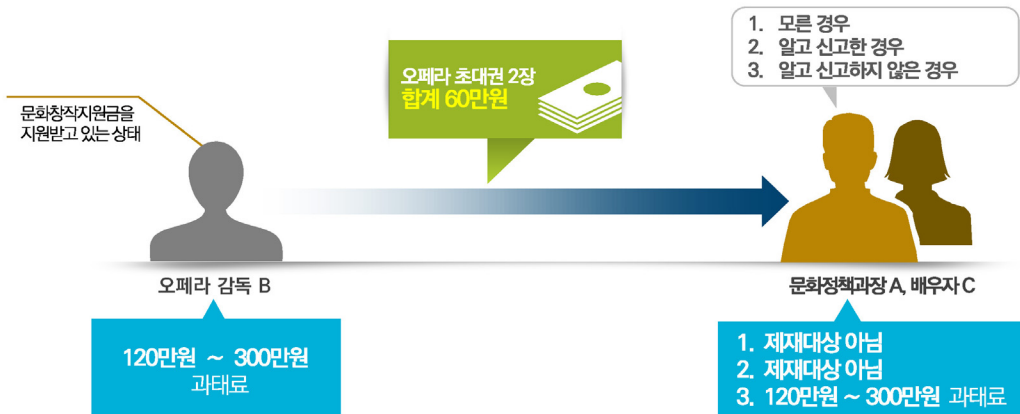 1. 모른 경우
2. 알고 신고한 경우
3. 알고 신고하지 않은 경우
오페라 초대권 2장
합계 60만원
문화창작지원금을
지원받고 있는 상태
오페라 감독 B
문화정책과장 A, 배우자 C
120만원 ~ 300만원
과태료
1. 제재대상 아님
2. 제재대상 아님
3. 120만원 ~ 300만원 과태료